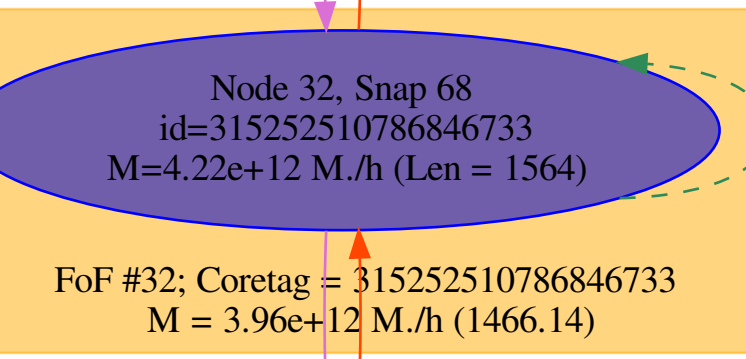 Node 32, Snap 68
id=315252510786846733
M=4.22e+12 M./h (Len = 1564)
FoF #32; Coretag = 315252510786846733
M = 3.96e+12 M./h (1466.14)